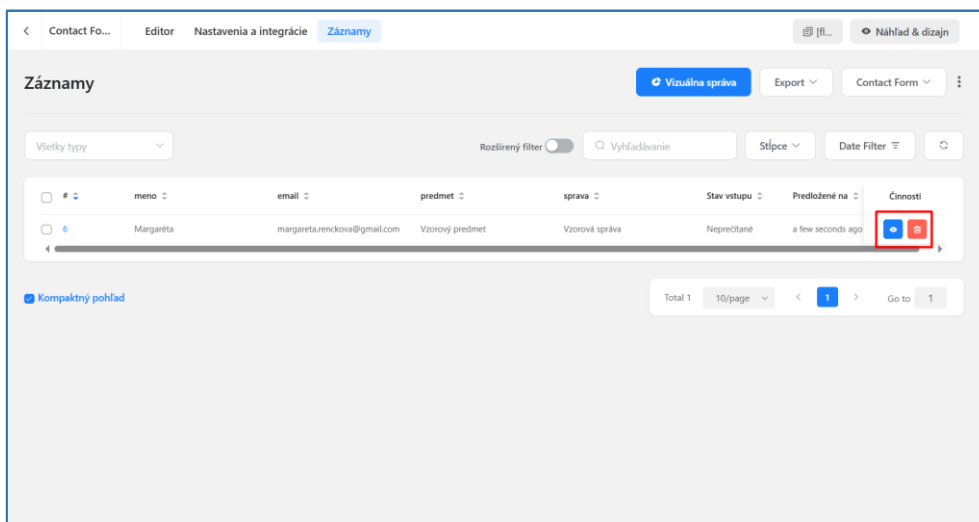 Contact Fo... Editor Nastavenia a integrácie Záznamy [fl... Náhľad & dizajn
Záznamy Vizuálna správa Export Contact Form
Všetky typy Rozšírený filter Vyhľadávanie Stĺpce Date Filter
# meno email predmet sprava Stav vstupu Predložené na Činnosti
6 Margaréta margareta.renckova@gmail.com Vzorový predmet Vzorová správa Neprečítané a few seconds ago
Kompaktný pohľad Total 1 10/page 1 Go to 1